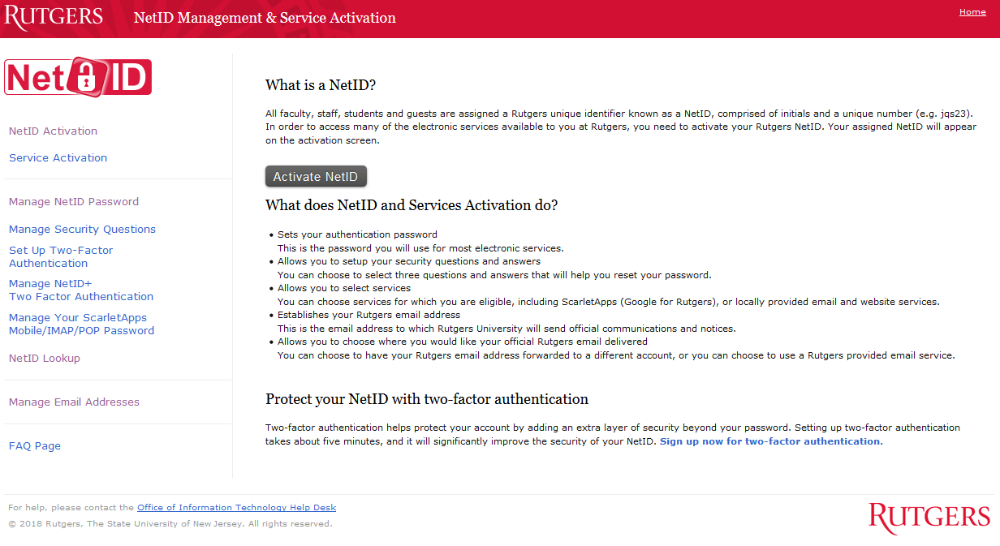 RUTGERS
NetID Management & Service Activation
Home
Net ID
NetID Activation
Service Activation
Manage NetID Password
Manage Security Questions
Set Up Two-Factor
Authentication
Manage NetID+
Two Factor Authentication
Manage Your ScarletApps
Mobile/IMAP/POP Password
NetID Lookup
Manage Email Addresses
FAQ Page
What is a NetID?
All faculty, staff, students and guests are assigned a Rutgers unique identifier known as a NetID, comprised of initials and a unique number (e.g. jqs23).
In order to access many of the electronic services available to you at Rutgers, you need to activate your Rutgers NetID. Your assigned NetID will appear
on the activation screen.
Activate NetID
What does NetID and Services Activation do?
• Sets your authentication password
This is the password you will use for most electronic services.
• Allows you to setup your security questions and answers
You can choose to select three questions and answers that will help you reset your password.
• Allows you to select services
You can choose services for which you are eligible, including ScarletApps (Google for Rutgers), or locally provided email and website services.
• Establishes your Rutgers email address
This is the email address to which Rutgers University will send official communications and notices.
• Allows you to choose where you would like your official Rutgers email delivered
You can choose to have your Rutgers email address forwarded to a different account, or you can choose to use a Rutgers provided email service.
Protect your NetID with two-factor authentication
Two-factor authentication helps protect your account by adding an extra layer of security beyond your password. Setting up two-factor authentication
takes about five minutes, and it will significantly improve the security of your NetID. Sign up now for two-factor authentication.
For help, please contact the Office of Information Technology Help Desk
© 2018 Rutgers, The State University of New Jersey. All rights reserved.
RUTGERS